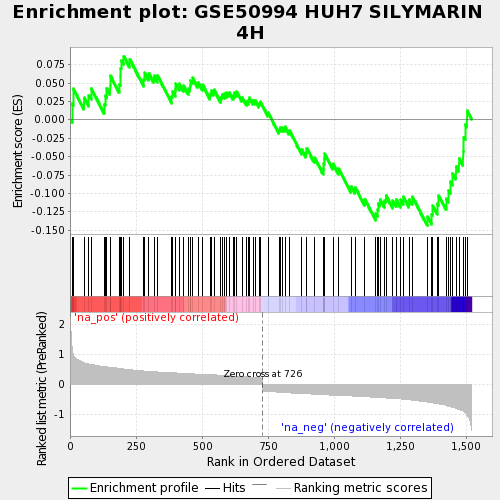 Enrichment plot: GSE50994 HUH7 SILYMARIN
4H
Enrichment score (ES)
0.075
0.050
0.025
0.000
-0.025
-0.050
-0.075
-0.100
-0.125
-0.150
'na_pos' (positively correlated)
Ranked list metric (PreRanked)
2
1
0
-1
Zero cross at 726
'na_neg' (negatively correlated)
0
250
500
750
1,000
1,250
1,500
Rank in Ordered Dataset
Enrichment profile
Hits
Ranking metric scores